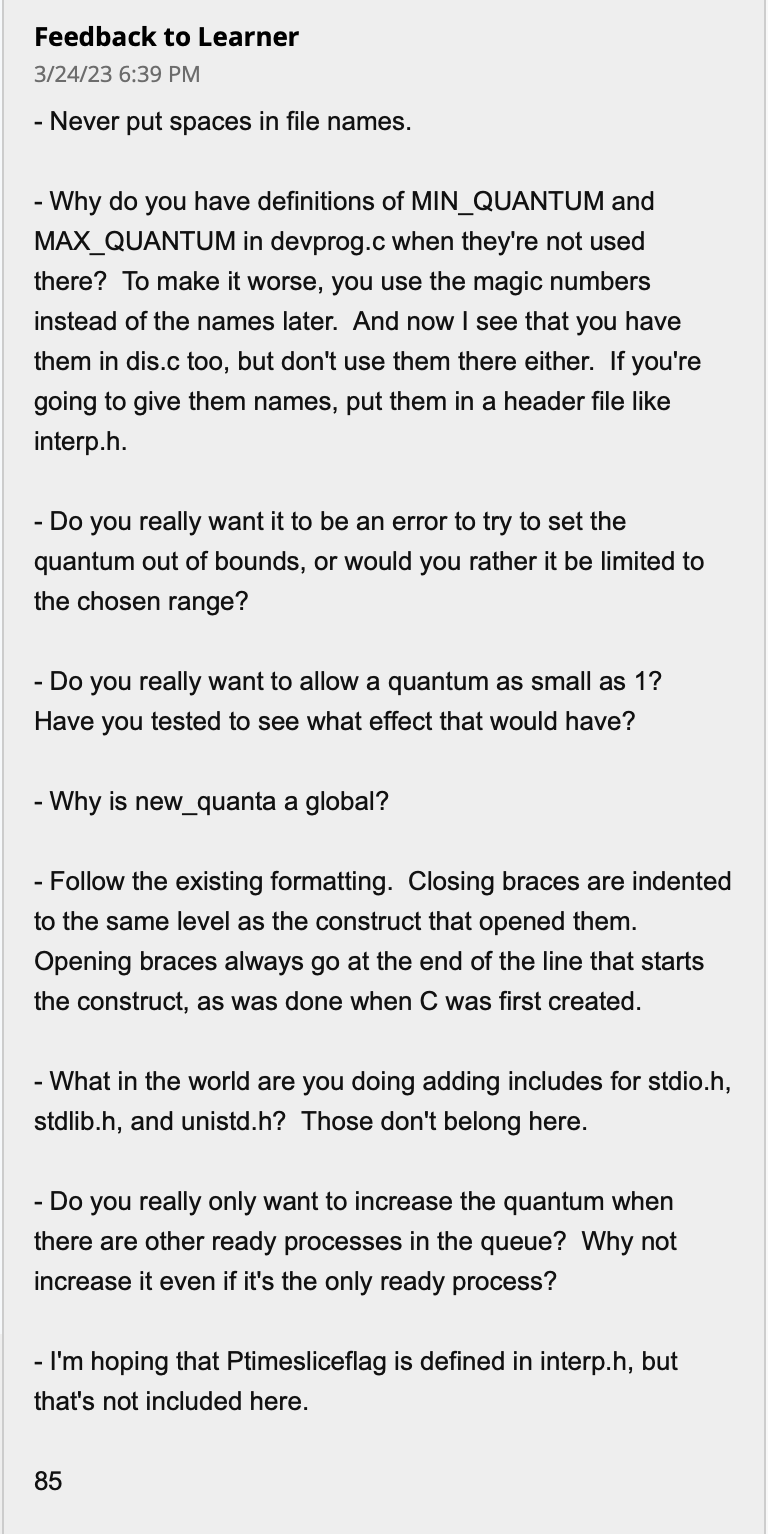 Feedback to Learner
3/24/23 6:39 PM
- Never put spaces in file names.
- Why do you have definitions of MIN_QUANTUM and
MAX_QUANTUM in devprog.c when they're not used
there?  To make it worse, you use the magic numbers
instead of the names later.  And now I see that you have
them in dis.c too, but don't use them there either.  If you're
going to give them names, put them in a header file like
interp.h.
- Do you really want it to be an error to try to set the
quantum out of bounds, or would you rather it be limited to
the chosen range?
- Do you really want to allow a quantum as small as 1?
Have you tested to see what effect that would have?
- Why is new_quanta a global?
- Follow the existing formatting.  Closing braces are indented
to the same level as the construct that opened them.
Opening braces always go at the end of the line that starts
the construct, as was done when C was first created.
- What in the world are you doing adding includes for stdio.h,
stdlib.h, and unistd.h?  Those don't belong here.
- Do you really only want to increase the quantum when
there are other ready processes in the queue?  Why not
increase it even if it's the only ready process?
- I'm hoping that Ptimesliceflag is defined in interp.h, but
that's not included here.
85